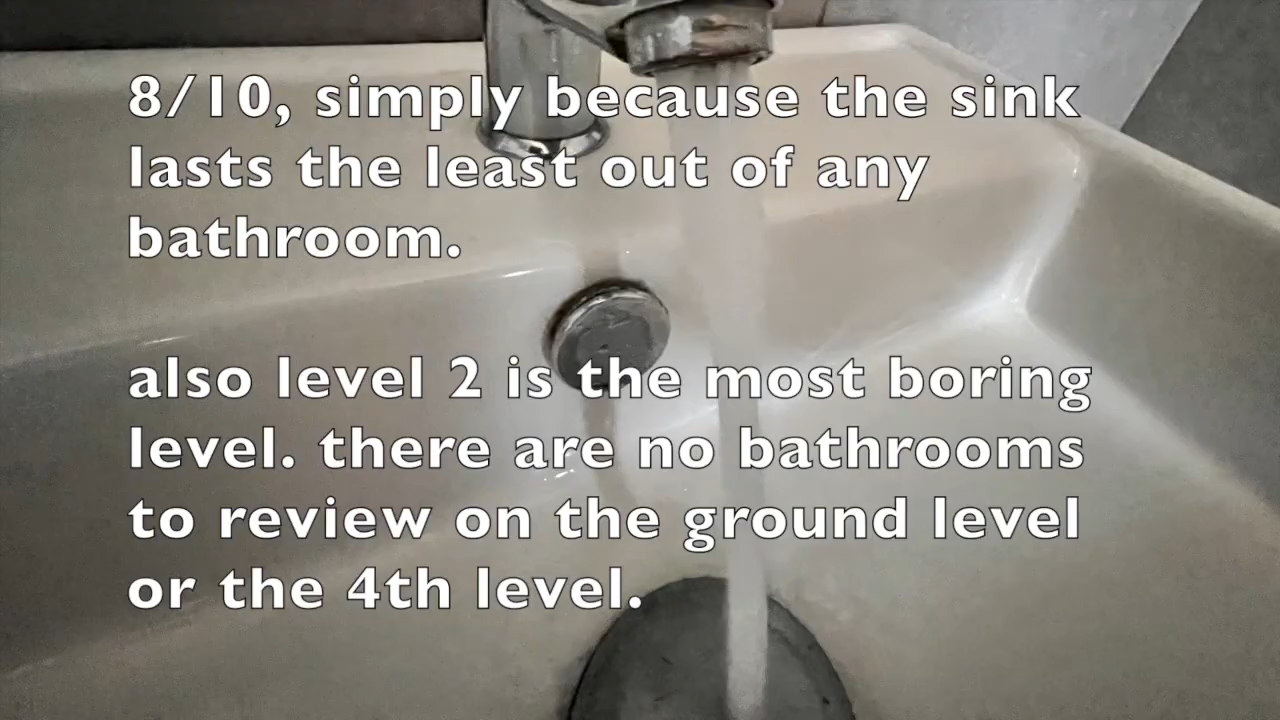 8/10, simply because the sink
lasts the least out of any
bathroom.
also level 2 is the most boring
level. there are no bathrooms
to review on the ground level
or the 4th level.